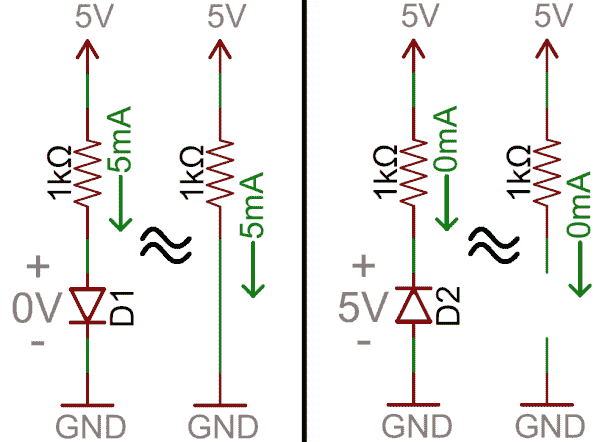 5V
5V
1kΩ
5mA
1kΩ
5mA
≈
+
0V
-
D1
GND
GND
5V
5V
1kΩ
0mA
1kΩ
0mA
≈
+
5V
-
D2
GND
GND